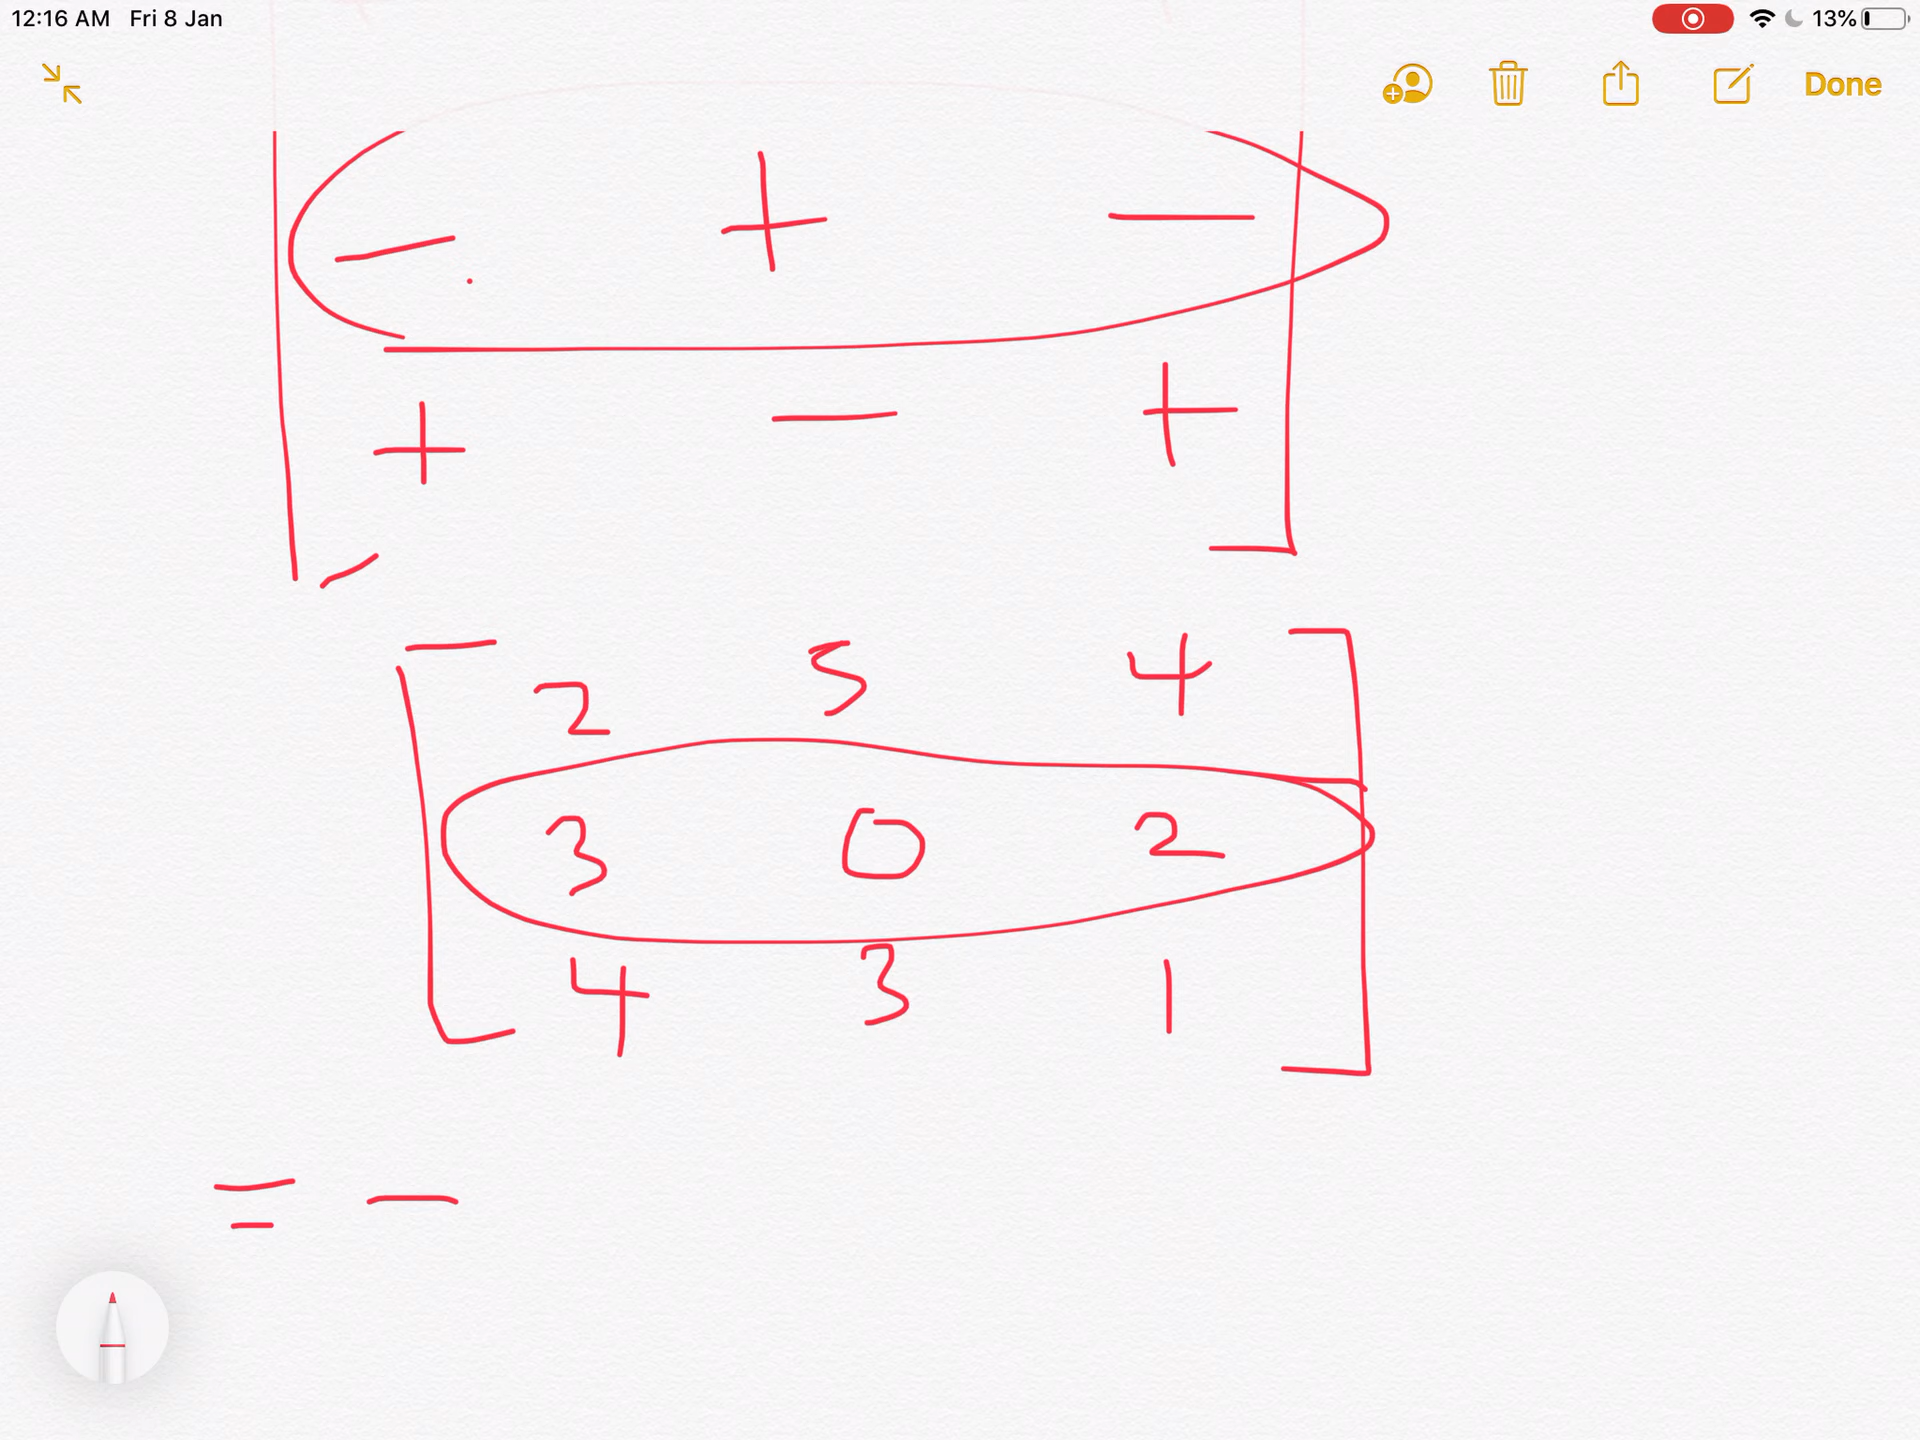 12:16 AM Fri 8 Jan 13%
Done
− + −
+ − +
2 5 4
3 0 2
4 3 1
= −